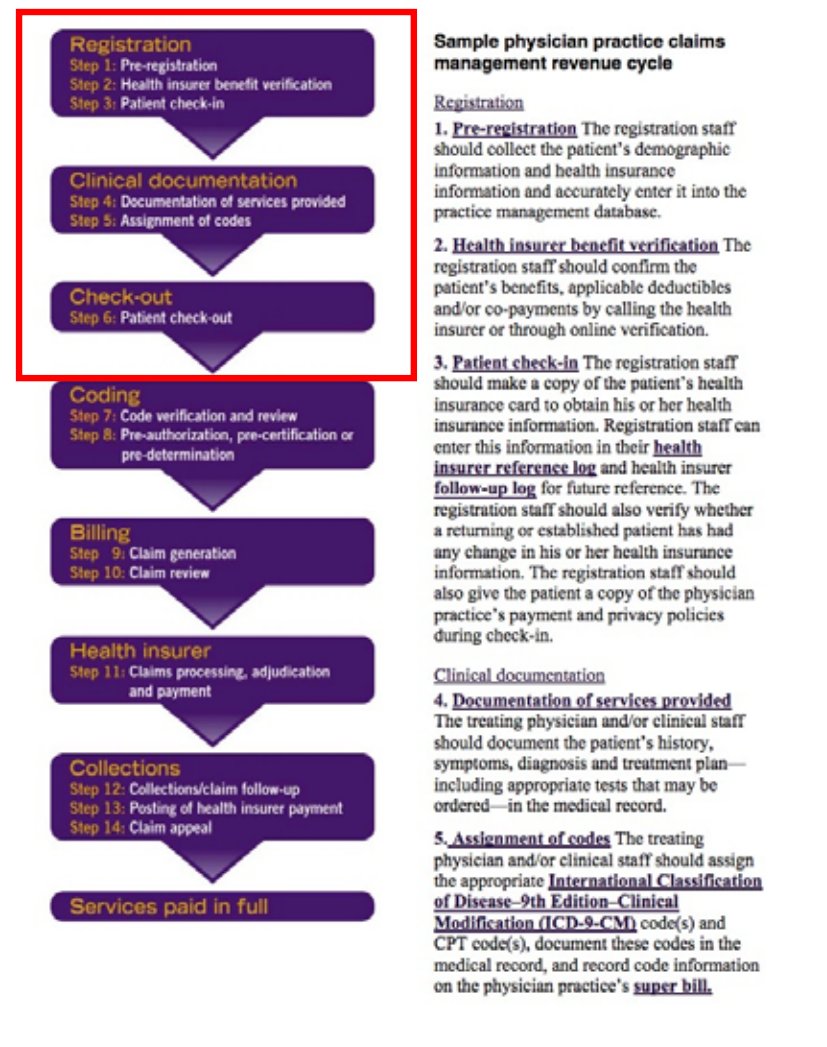 Registration
Step 1: Pre-registration
Step 2: Health insurer benefit verification
Step 3: Patient check-in
Clinical documentation
Step 4: Documentation of services provided
Step 5: Assignment of codes
Check-out
Step 6: Patient check-out
Coding
Step 7: Code verification and review
Step 8: Pre-authorization, pre-certification or
pre-determination
Billing
Step 9: Claim generation
Step 10: Claim review
Health insurer
Step 11: Claims processing, adjudication
and payment
Collections
Step 12: Collections/claim follow-up
Step 13: Posting of health insurer payment
Step 14: Claim appeal
Services paid in full
Sample physician practice claims
management revenue cycle
Registration
1. Pre-registration The registration staff
should collect the patient's demographic
information and health insurance
information and accurately enter it into the
practice management database.
2. Health insurer benefit verification The
registration staff should confirm the
patient's benefits, applicable deductibles
and/or co-payments by calling the health
insurer or through online verification.
3. Patient check-in The registration staff
should make a copy of the patient's health
insurance card to obtain his or her health
insurance information. Registration staff can
enter this information in their health
insurer reference log and health insurer
follow-up log for future reference. The
registration staff should also verify whether
a returning or established patient has had
any change in his or her health insurance
information. The registration staff should
also give the patient a copy of the physician
practice's payment and privacy policies
during check-in.
Clinical documentation
4. Documentation of services provided
The treating physician and/or clinical staff
should document the patient's history,
symptoms, diagnosis and treatment plan—
including appropriate tests that may be
ordered—in the medical record.
5. Assignment of codes The treating
physician and/or clinical staff should assign
the appropriate International Classification
of Disease–9th Edition–Clinical
Modification (ICD-9-CM) code(s) and
CPT code(s), document these codes in the
medical record, and record code information
on the physician practice's super bill.